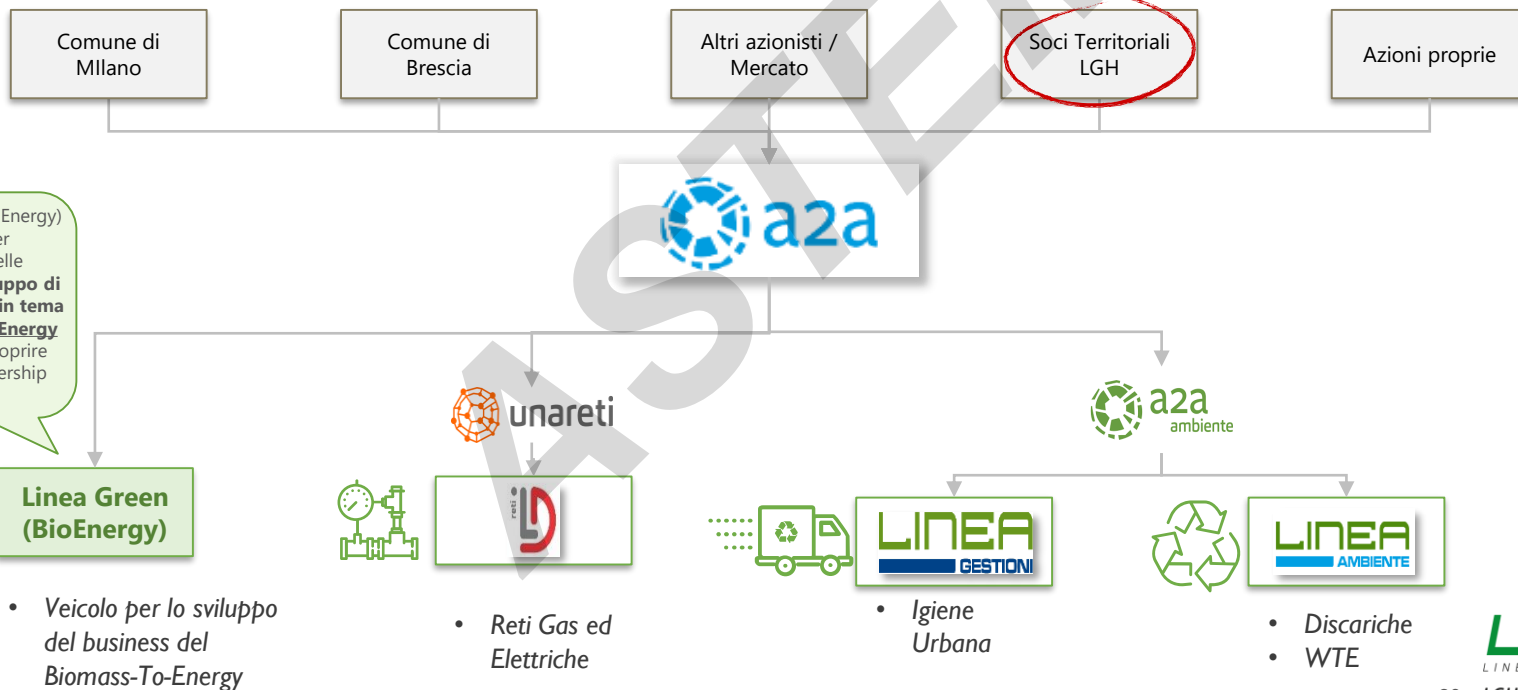 Comune di
MIlano
Comune di
Brescia
Altri azionisti /
Mercato
Soci Territoriali
LGH
Azioni proprie
a2a
Energy)
elle
uppo di
in tema
Energy
oprire
ership
unareti
a2a
ambiente
Linea Green
(BioEnergy)
reti
LD
LINEA
GESTIONI
LINEA
AMBIENTE
• Veicolo per lo sviluppo
del business del
Biomass-To-Energy
• Reti Gas ed
Elettriche
• Igiene
Urbana
• Discariche
• WTE